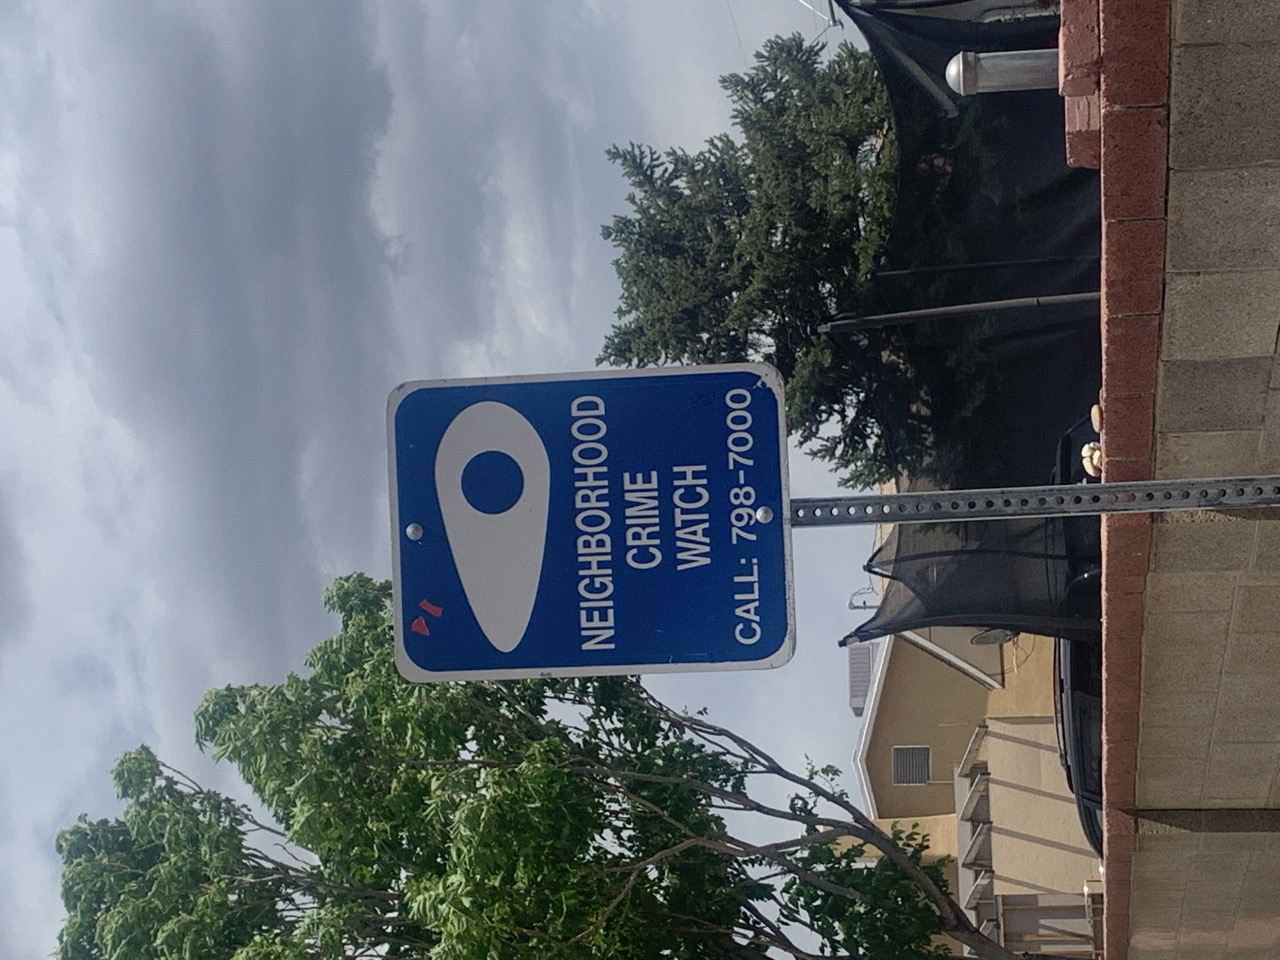 NEIGHBORHOOD
CRIME
WATCH
CALL: 798-7000